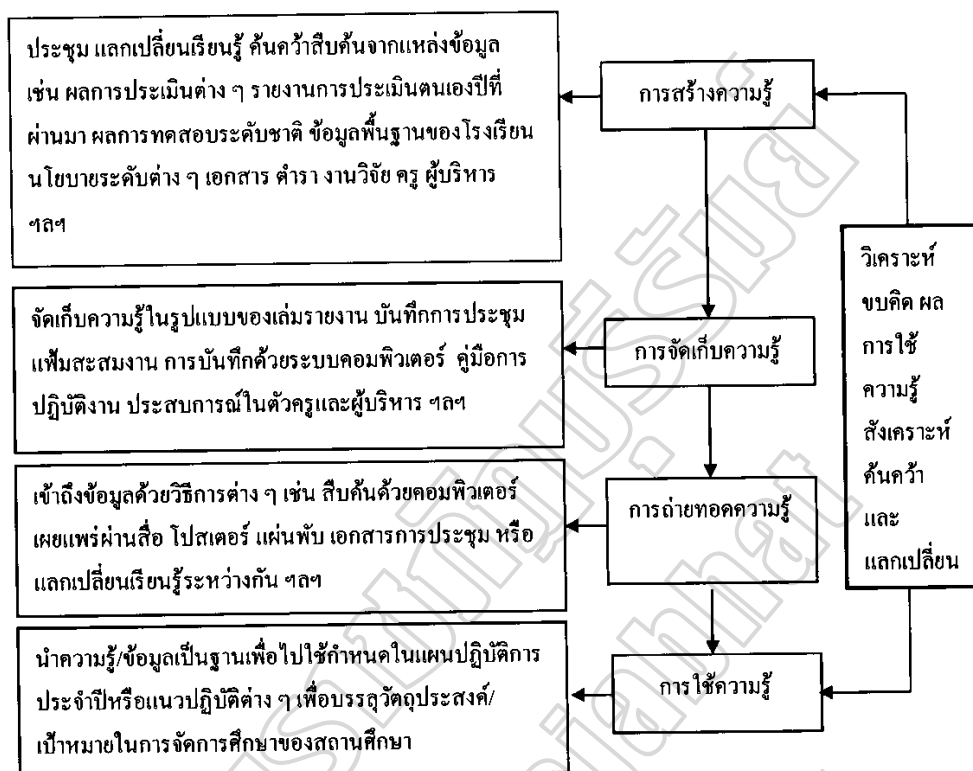 ประชุม แลกเปลี่ยนเรียนรู้ ค้นคว้าสืบค้นจากแหล่งข้อมูล
เช่น ผลการประเมินต่าง ๆ รายงานการประเมินตนเองปีที่
ผ่านมา ผลการทดสอบระดับชาติ ข้อมูลพื้นฐานของโรงเรียน
นโยบายระดับต่าง ๆ เอกสาร ตำรา งานวิจัย ครู ผู้บริหาร
ฯลฯ
การสร้างความรู้
จัดเก็บความรู้ในรูปแบบของเล่มรายงาน บันทึกการประชุม
แฟ้มสะสมงาน การบันทึกด้วยระบบคอมพิวเตอร์ คู่มือการ
ปฏิบัติงาน ประสบการณ์ในตัวครูและผู้บริหาร ฯลฯ
การจัดเก็บความรู้
เข้าถึงข้อมูลด้วยวิธีการต่าง ๆ เช่น สืบค้นด้วยคอมพิวเตอร์
เผยแพร่ผ่านสื่อ โปสเตอร์ แผ่นพับ เอกสารการประชุม หรือ
แลกเปลี่ยนเรียนรู้ระหว่างกัน ฯลฯ
การถ่ายทอดความรู้
นำความรู้/ข้อมูลเป็นฐานเพื่อไปใช้กำหนดในแผนปฏิบัติการ
ประจำปีหรือแนวปฏิบัติต่าง ๆ เพื่อบรรลุวัตถุประสงค์/
เป้าหมายในการจัดการศึกษาของสถานศึกษา
การใช้ความรู้
วิเคราะห์
ขบคิด ผล
การใช้
ความรู้
สังเคราะห์
ค้นคว้า
และ
แลกเปลี่ยน